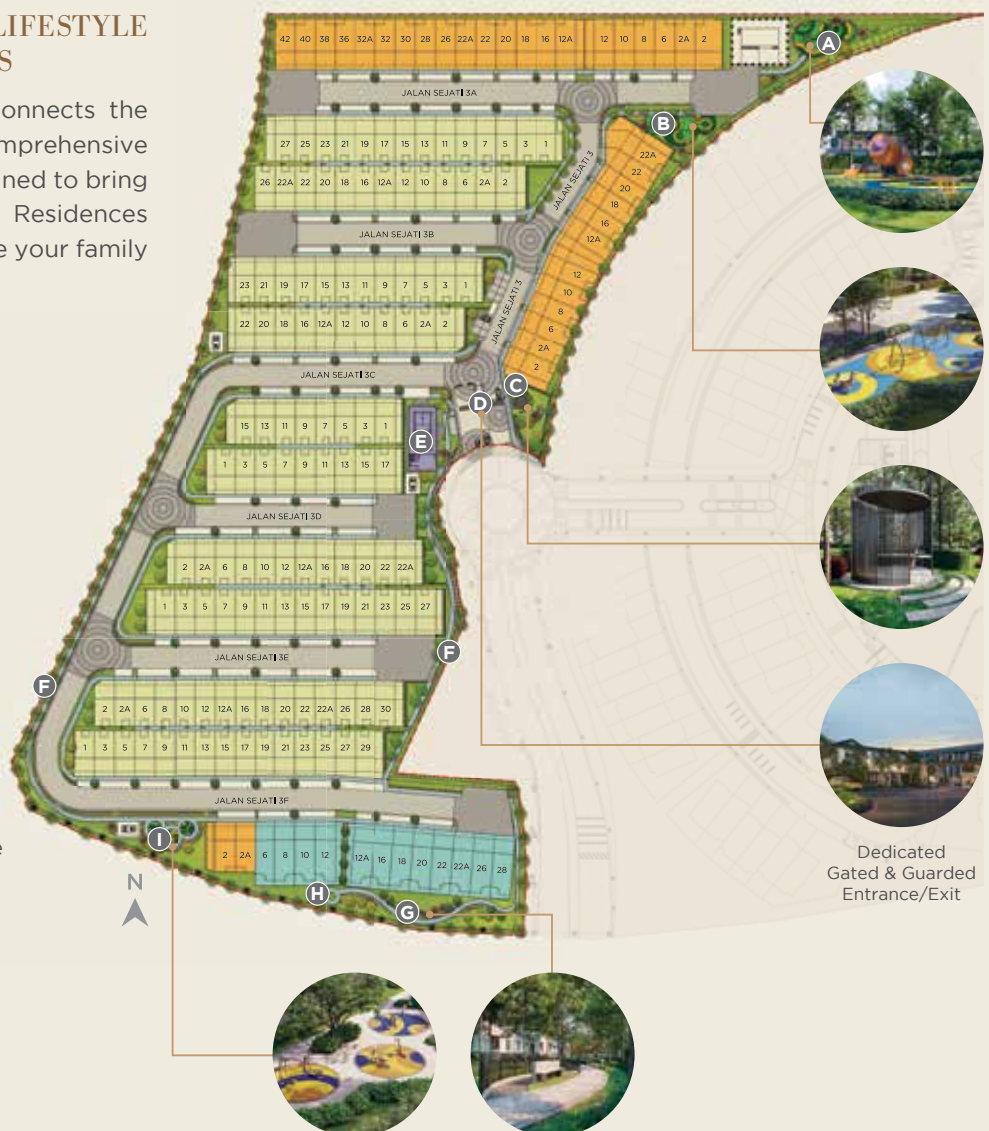 LIFESTYLE
S
onnects the
omprehensive
ned to bring
Residences
e your family
42 40 38 36 32A 32 30 28 26 22A 22 20 18 16 12A 12 10 8 6 2A 2
A
JALAN SEJATI 3A
B
27 25 23 21 19 17 15 13 11 9 7 5 3 1
26 22A 22 20 18 16 12A 12 10 8 6 2A 2
JALAN SEJATI 3
22A
22
20
18
16
12A
12
10
8
6
2A
2
JALAN SEJATI 3B
23 21 19 17 15 13 11 9 7 5 3 1
22 20 18 16 12A 12 10 8 6 2A 2
JALAN SEJATI 3
JALAN SEJATI 3C
C
D
15 13 11 9 7 5 3 1
E
1 3 5 7 9 11 13 15 17
JALAN SEJATI 3D
2 2A 6 8 10 12 12A 16 18 20 22 22A
1 3 5 7 9 11 13 15 17 19 21 23 25 27
JALAN SEJATI 3E
F
F
2 2A 6 8 10 12 12A 16 18 20 22 22A 26 28 30
1 3 5 7 9 11 13 15 17 19 21 23 25 27 29
JALAN SEJATI 3F
I
2 2A 6 8 10 12 12A 16 18 20 22 22A 26 28
H
G
e
N
Dedicated
Gated & Guarded
Entrance/Exit